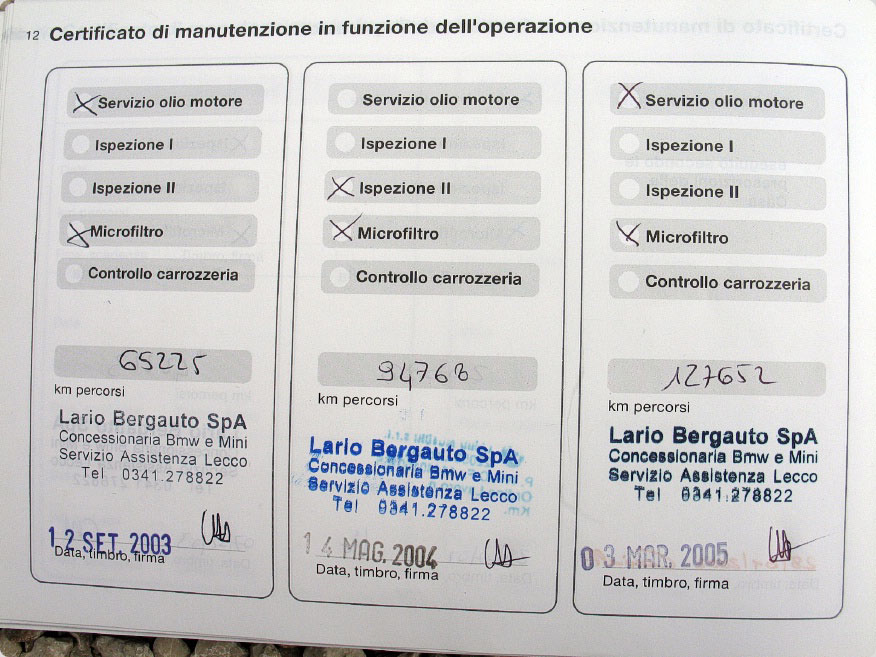 12 Certificato di manutenzione in funzione dell'operazione
Servizio olio motore
Ispezione I
Ispezione II
Microfiltro
Controllo carrozzeria
65225
km percorsi
Lario Bergauto SpA
Concessionaria Bmw e Mini
Servizio Assistenza Lecco
Tel 0341.278822
12 SET. 2003
Data, timbro, firma
Servizio olio motore
Ispezione I
Ispezione II
Microfiltro
Controllo carrozzeria
94768
km percorsi
Lario Bergauto SpA
Concessionaria Bmw e Mini
Servizio Assistenza Lecco
Tel 0341.278822
14 MAG. 2004
Data, timbro, firma
Servizio olio motore
Ispezione I
Ispezione II
Microfiltro
Controllo carrozzeria
127652
km percorsi
Lario Bergauto SpA
Concessionaria Bmw e Mini
Servizio Assistenza Lecco
Tel 0341.278822
03 MAR. 2005
Data, timbro, firma